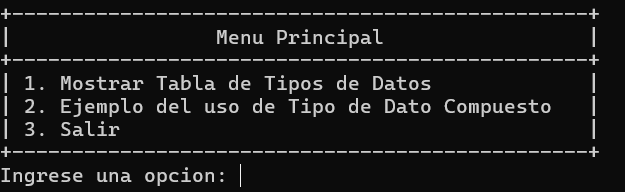 +------------------------------------------------+
|                 Menu Principal                 |
+------------------------------------------------+
| 1. Mostrar Tabla de Tipos de Datos             |
| 2. Ejemplo del uso de Tipo de Dato Compuesto   |
| 3. Salir                                       |
+------------------------------------------------+
Ingrese una opcion: